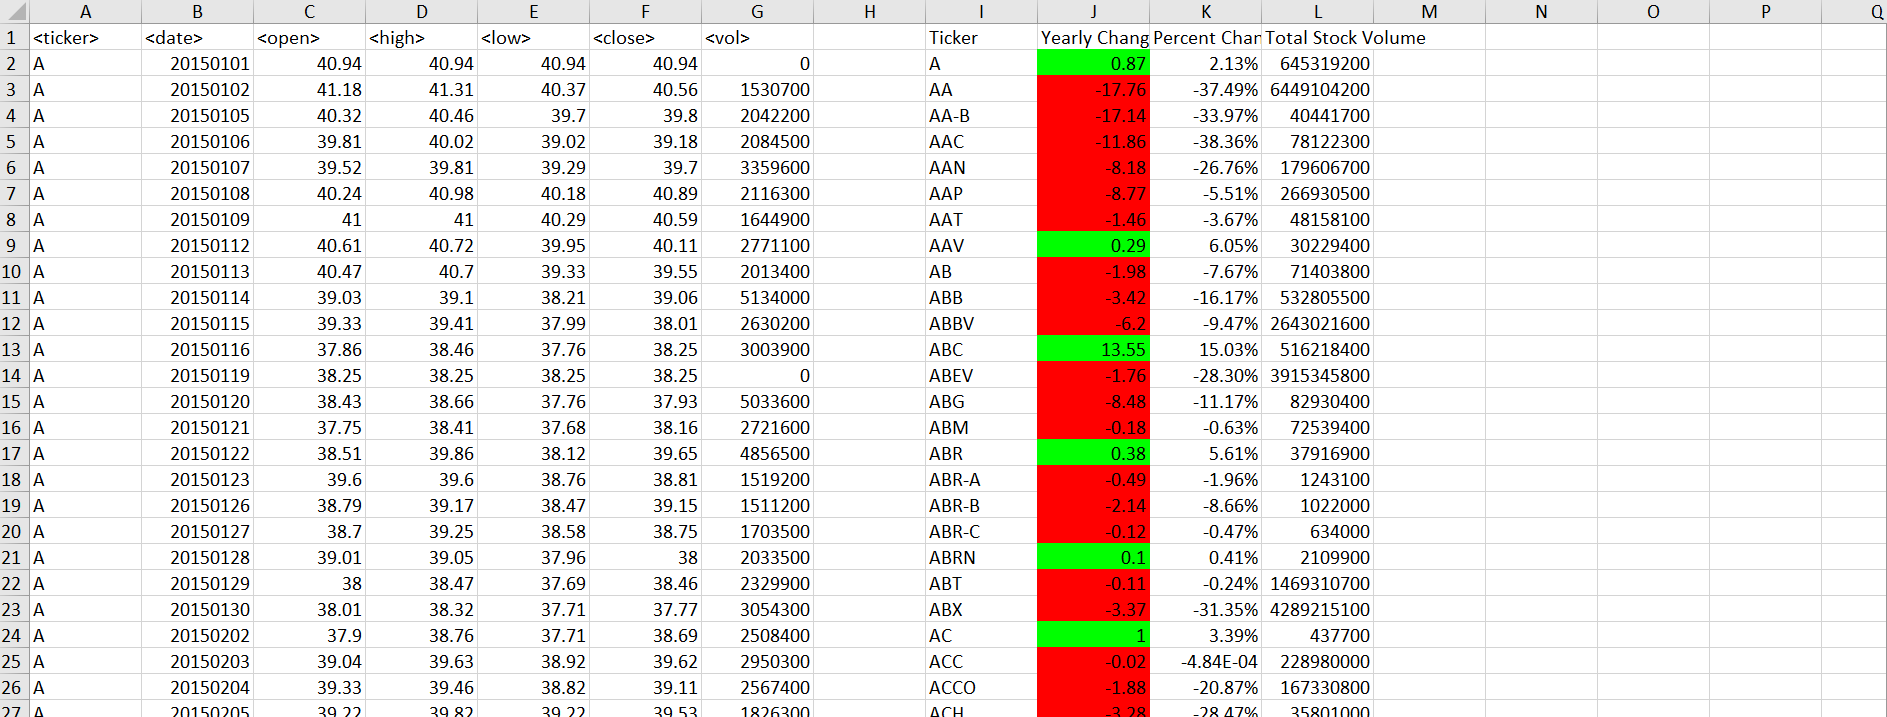 A B C D E F G H I J K L M N O P Q
1 <ticker> <date> <open> <high> <low> <close> <vol> Ticker Yearly Chang Percent Chan Total Stock Volume
2 A 20150101 40.94 40.94 40.94 40.94 0 A 0.87 2.13% 645319200
3 A 20150102 41.18 41.31 40.37 40.56 1530700 AA -17.76 -37.49% 6449104200
4 A 20150105 40.32 40.46 39.7 39.8 2042200 AA-B -17.14 -33.97% 40441700
5 A 20150106 39.81 40.02 39.02 39.18 2084500 AAC -11.86 -38.36% 78122300
6 A 20150107 39.52 39.81 39.29 39.7 3359600 AAN -8.18 -26.76% 179606700
7 A 20150108 40.24 40.98 40.18 40.89 2116300 AAP -8.77 -5.51% 266930500
8 A 20150109 41 41 40.29 40.59 1644900 AAT -1.46 -3.67% 48158100
9 A 20150112 40.61 40.72 39.95 40.11 2771100 AAV 0.29 6.05% 30229400
10 A 20150113 40.47 40.7 39.33 39.55 2013400 AB -1.98 -7.67% 71403800
11 A 20150114 39.03 39.1 38.21 39.06 5134000 ABB -3.42 -16.17% 532805500
12 A 20150115 39.33 39.41 37.99 38.01 2630200 ABBV -6.2 -9.47% 2643021600
13 A 20150116 37.86 38.46 37.76 38.25 3003900 ABC 13.55 15.03% 516218400
14 A 20150119 38.25 38.25 38.25 38.25 0 ABEV -1.76 -28.30% 3915345800
15 A 20150120 38.43 38.66 37.76 37.93 5033600 ABG -8.48 -11.17% 82930400
16 A 20150121 37.75 38.41 37.68 38.16 2721600 ABM -0.18 -0.63% 72539400
17 A 20150122 38.51 39.86 38.12 39.65 4856500 ABR 0.38 5.61% 37916900
18 A 20150123 39.6 39.6 38.76 38.81 1519200 ABR-A -0.49 -1.96% 1243100
19 A 20150126 38.79 39.17 38.47 39.15 1511200 ABR-B -2.14 -8.66% 1022000
20 A 20150127 38.7 39.25 38.58 38.75 1703500 ABR-C -0.12 -0.47% 634000
21 A 20150128 39.01 39.05 37.96 38 2033500 ABRN 0.1 0.41% 2109900
22 A 20150129 38 38.47 37.69 38.46 2329900 ABT -0.11 -0.24% 1469310700
23 A 20150130 38.01 38.32 37.71 37.77 3054300 ABX -3.37 -31.35% 4289215100
24 A 20150202 37.9 38.76 37.71 38.69 2508400 AC 1 3.39% 437700
25 A 20150203 39.04 39.63 38.92 39.62 2950300 ACC -0.02 -4.84E-04 228980000
26 A 20150204 39.33 39.46 38.82 39.11 2567400 ACCO -1.88 -20.87% 167330800
27 A 20150205 39.22 39.82 39.22 39.53 1826300 ACH -3.28 -28.47% 35801000